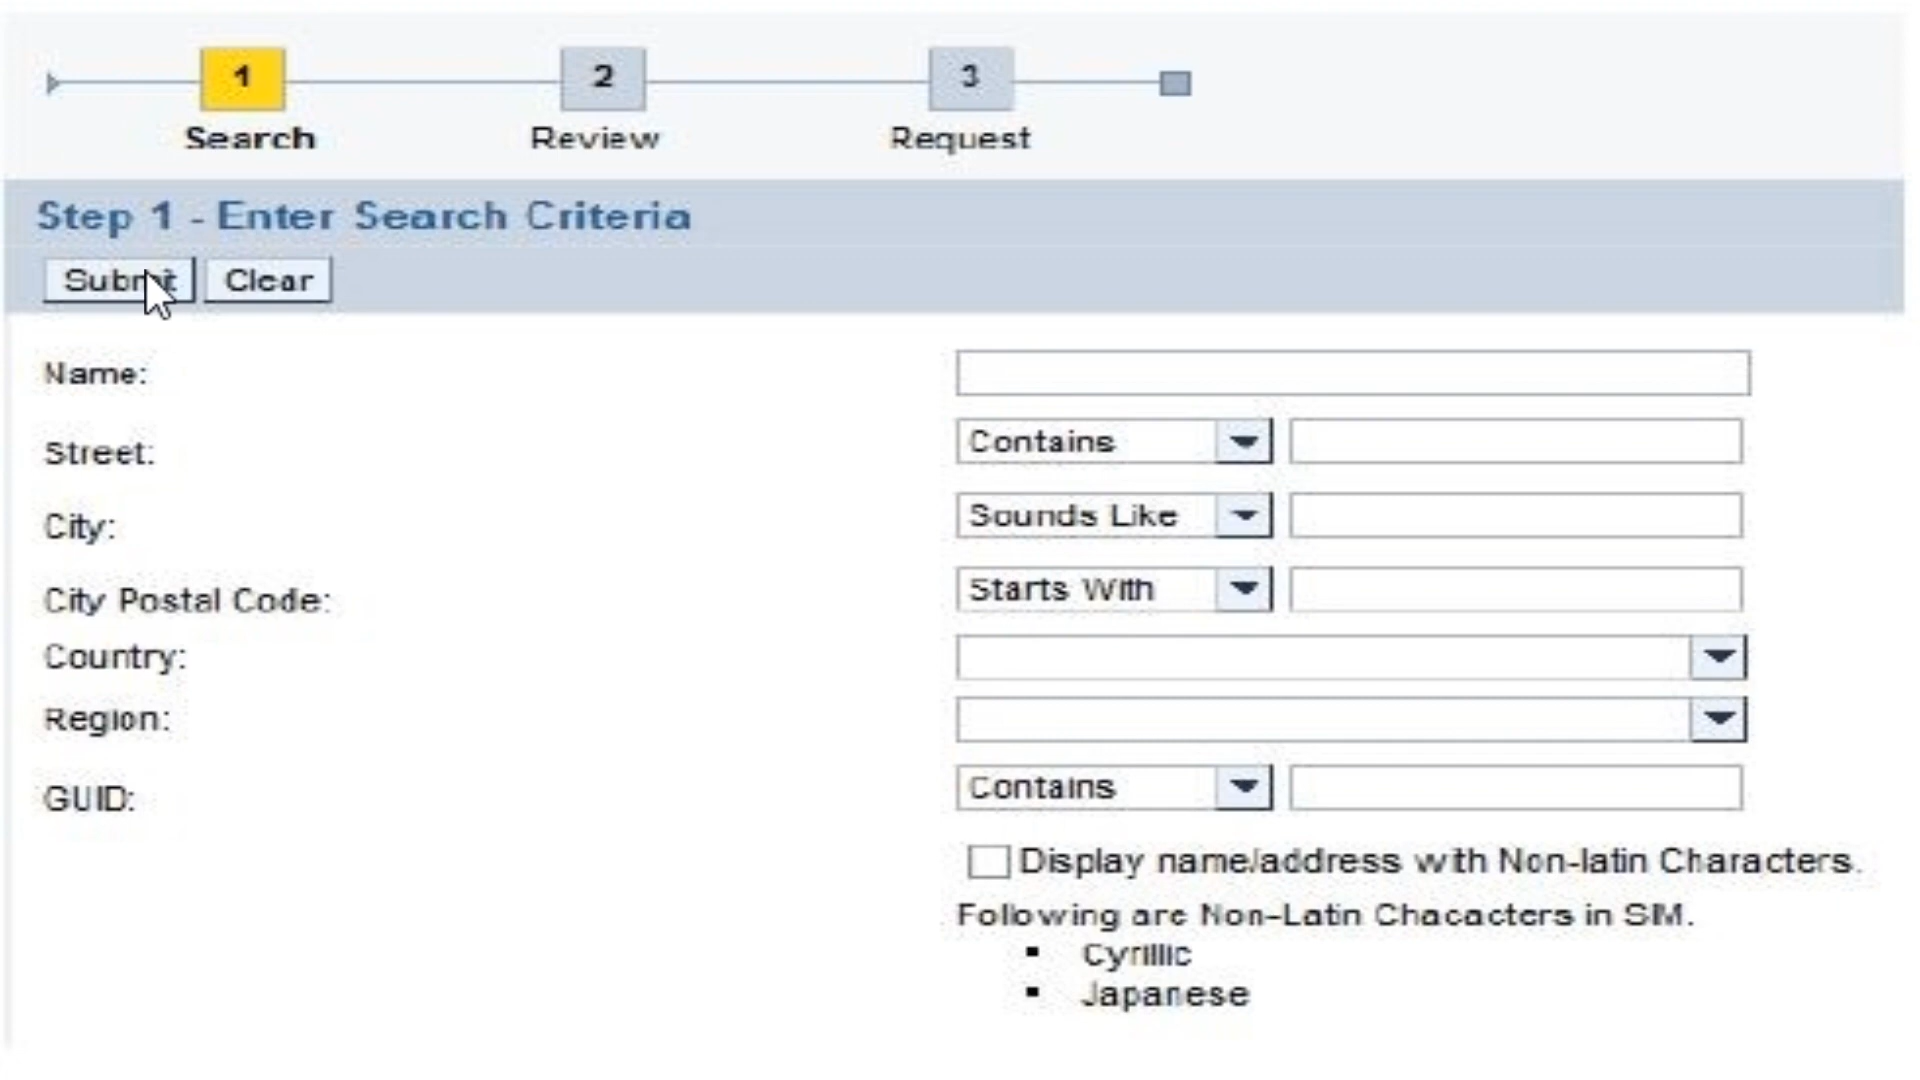 1 2 3
Search Review Request
Step 1 - Enter Search Criteria
Submit Clear
Name:
Street: Contains
City: Sounds Like
City Postal Code: Starts With
Country:
Region:
GUID: Contains
Display name/address with Non-latin Characters.
Following are Non-Latin Chacacters in SIM.
▪ Cyrillic
▪ Japanese